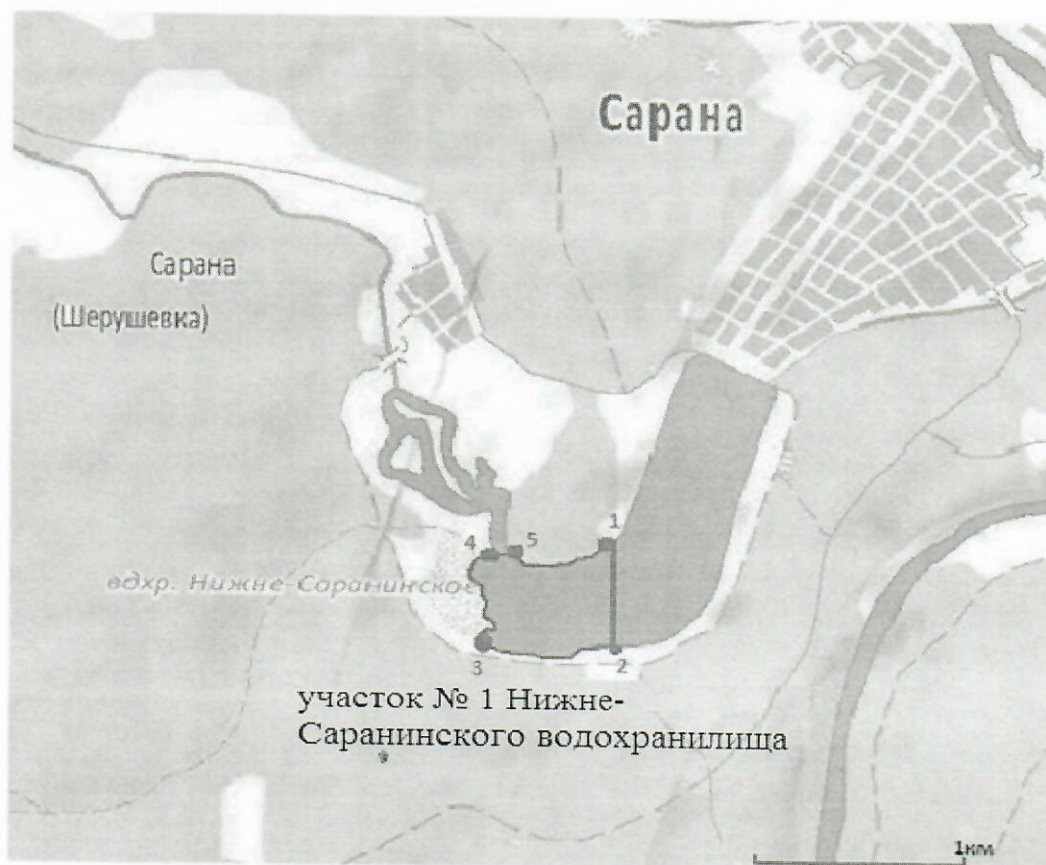 Сарана
Сарана
(Шерушевка)
1
4
5
вдхр. Нижне-Саранинское
3
2
участок № 1 Нижне-
Саранинского водохранилища
1км